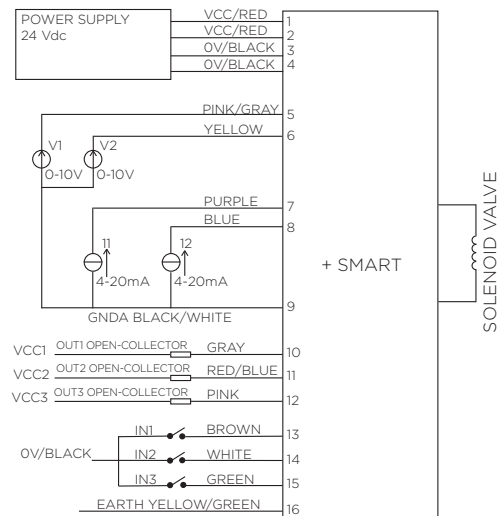 POWER SUPPLY
24 Vdc
VCC/RED 1
VCC/RED 2
0V/BLACK 3
0V/BLACK 4
PINK/GRAY 5
YELLOW 6
V1 V2
0-10V 0-10V
PURPLE 7
BLUE 8
11 12
4-20mA 4-20mA
+ SMART
SOLENOID VALVE
9
GNDA BLACK/WHITE
VCC1 OUT1 OPEN-COLLECTOR GRAY 10
VCC2 OUT2 OPEN-COLLECTOR RED/BLUE 11
VCC3 OUT3 OPEN-COLLECTOR PINK 12
IN1 BROWN 13
0V/BLACK IN2 WHITE 14
IN3 GREEN 15
EARTH YELLOW/GREEN 16